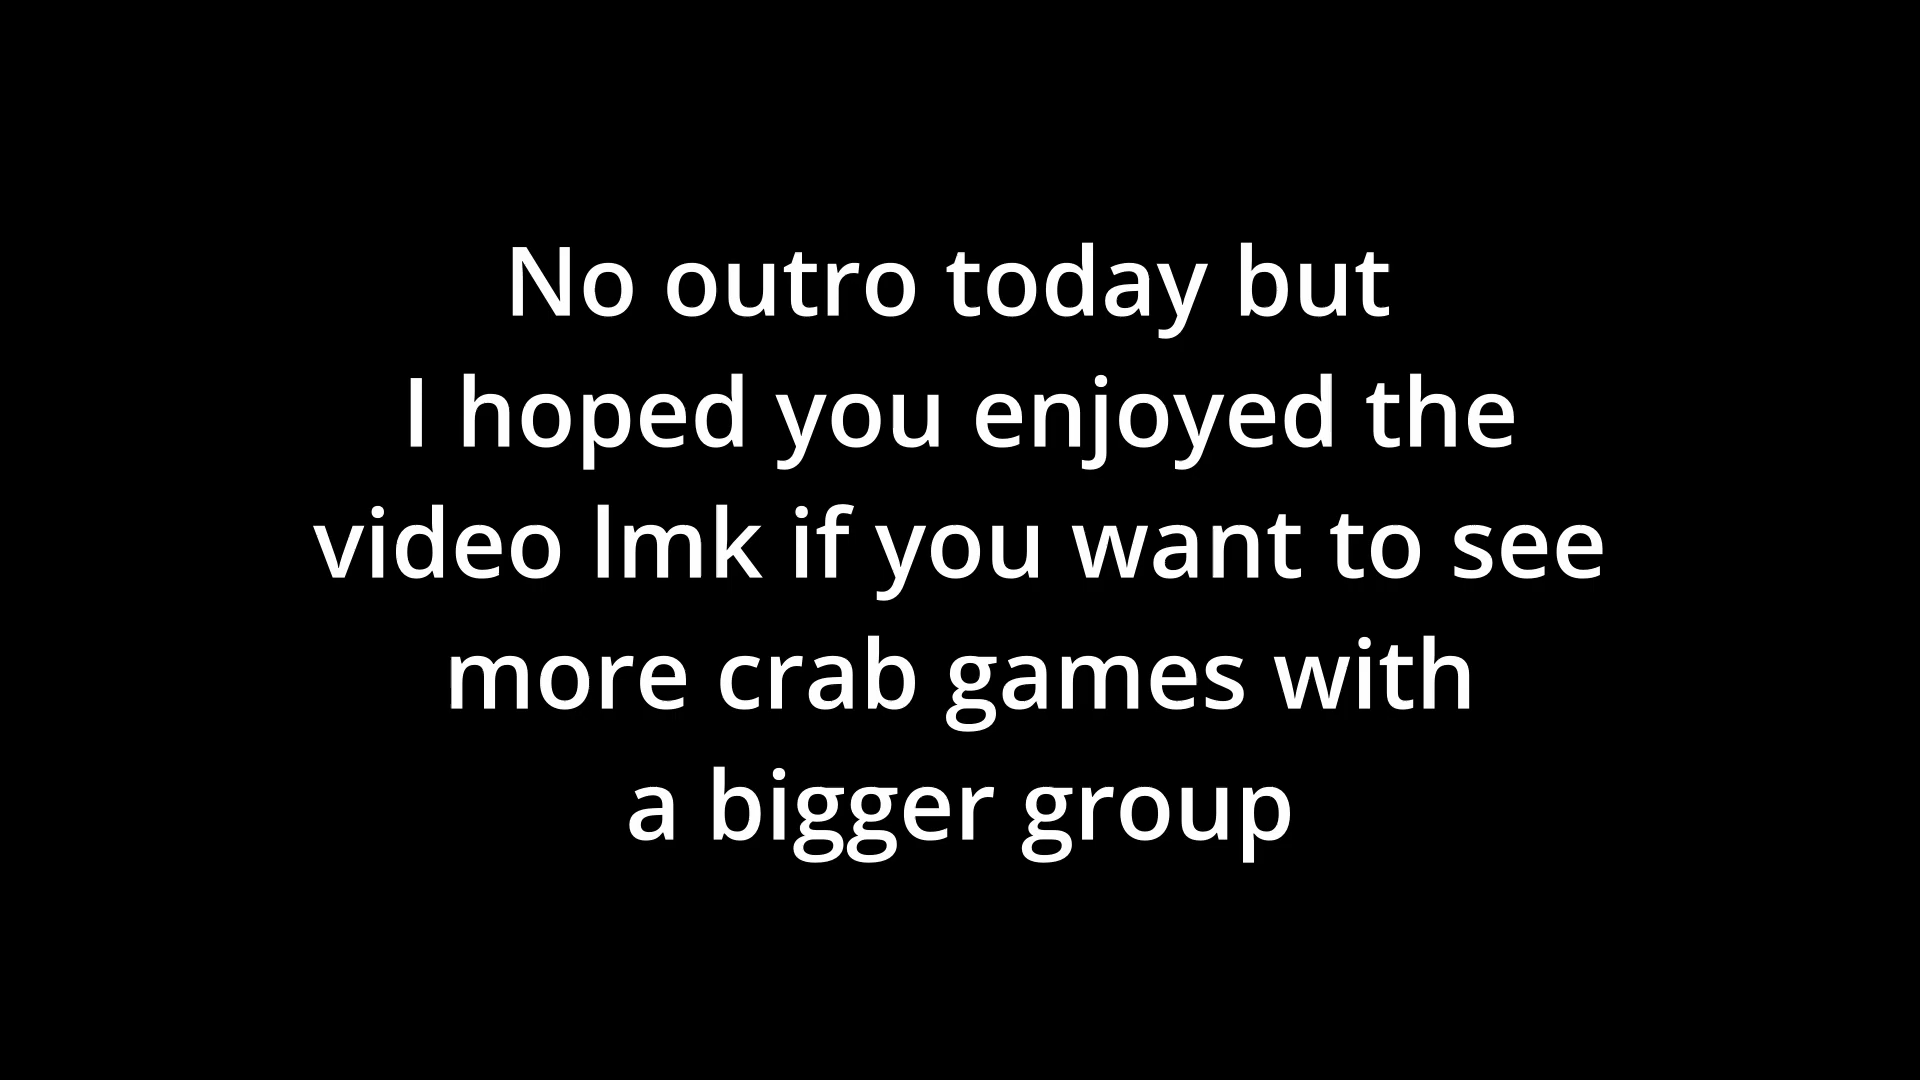 No outro today but
I hoped you enjoyed the
video lmk if you want to see
more crab games with
a bigger group